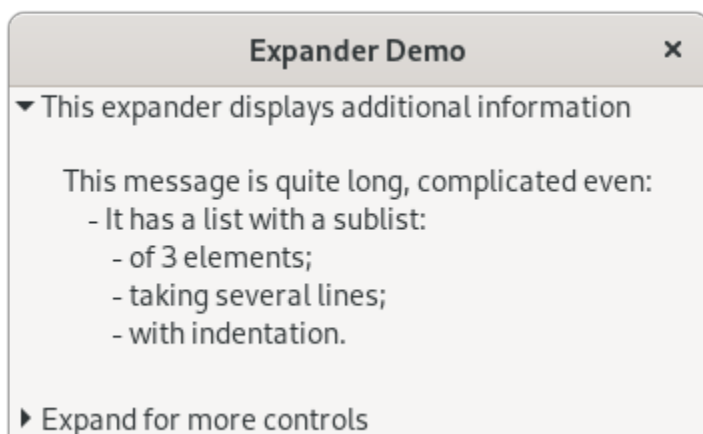 Expander Demo
This expander displays additional information
This message is quite long, complicated even:
- It has a list with a sublist:
- of 3 elements;
- taking several lines;
- with indentation.
Expand for more controls